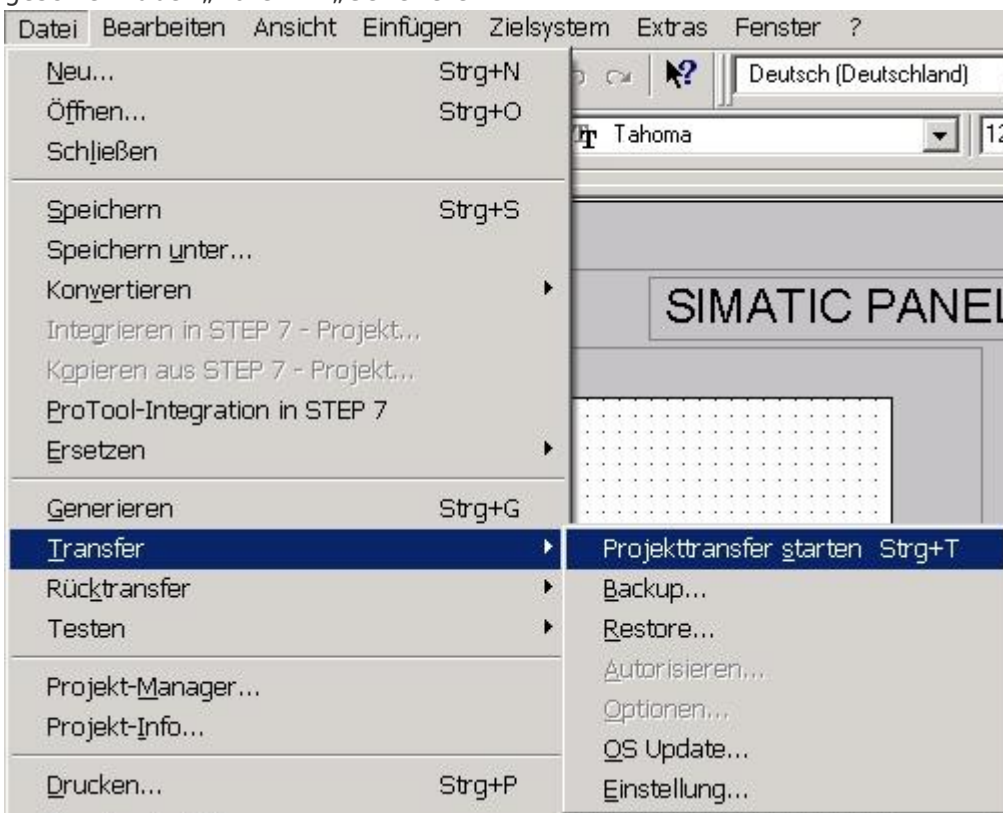 Datei Bearbeiten Ansicht Einfügen Zielsystem Extras Fenster ?
Neu... Strg+N
Öffnen... Strg+O
Schließen
Speichern Strg+S
Speichern unter...
Konvertieren
Integrieren in STEP 7 - Projekt...
Kopieren aus STEP 7 - Projekt...
ProTool-Integration in STEP 7
Ersetzen
Generieren Strg+G
Transfer
Rücktransfer
Testen
Projekt-Manager...
Projekt-Info...
Drucken... Strg+P
Deutsch (Deutschland)
Tahoma 12
SIMATIC PANEL
Projekttransfer starten Strg+T
Backup...
Restore...
Autorisieren...
Optionen...
OS Update...
Einstellung...